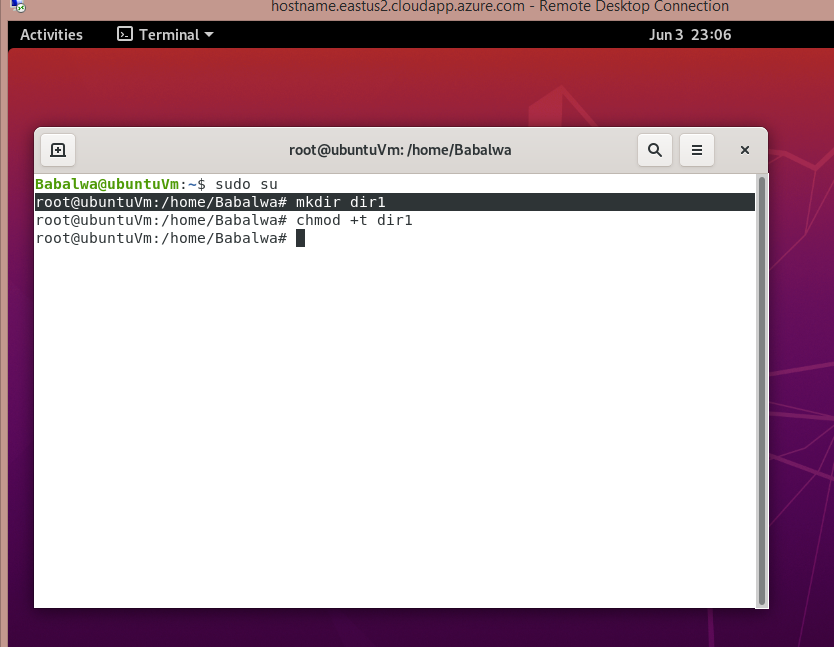 hostname.eastus2.cloudapp.azure.com - Remote Desktop Connection
Activities Terminal Jun 3 23:06
root@ubuntuVm: /home/Babalwa
Babalwa@ubuntuVm:~$ sudo su
root@ubuntuVm:/home/Babalwa# mkdir dir1
root@ubuntuVm:/home/Babalwa# chmod +t dir1
root@ubuntuVm:/home/Babalwa#